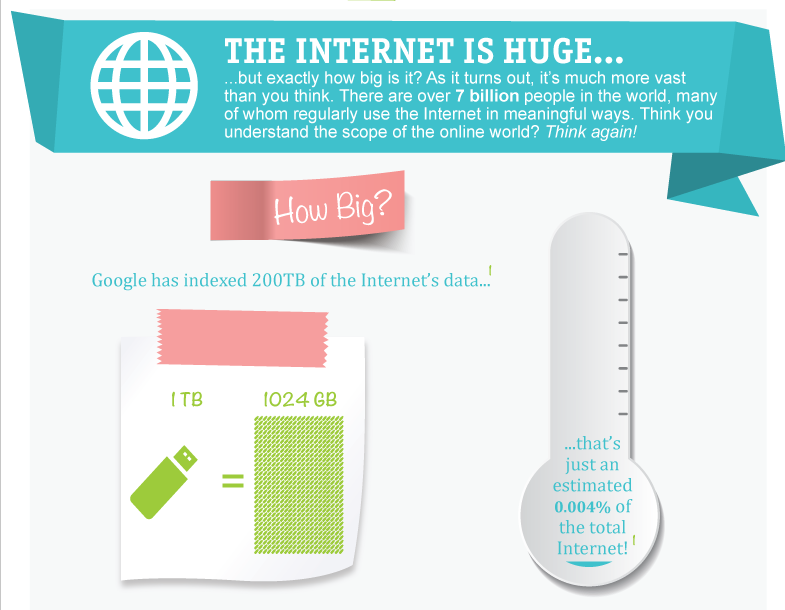 THE INTERNET IS HUGE...
...but exactly how big is it? As it turns out, it's much more vast
than you think. There are over 7 billion people in the world, many
of whom regularly use the Internet in meaningful ways. Think you
understand the scope of the online world? Think again!
How Big?
Google has indexed 200TB of the Internet's data...1
1 TB
1024 GB
=
...that's
just an
estimated
0.004% of
the total
Internet!1